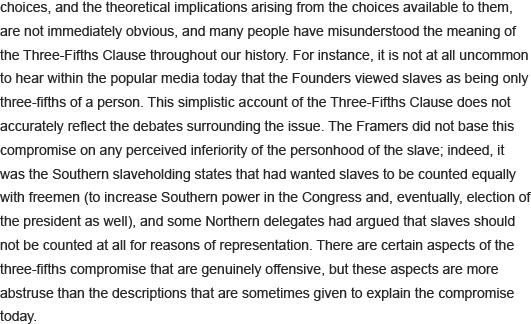 choices, and the theoretical implications arising from the choices available to them,
are not immediately obvious, and many people have misunderstood the meaning of
the Three-Fifths Clause throughout our history. For instance, it is not at all uncommon
to hear within the popular media today that the Founders viewed slaves as being only
three-fifths of a person. This simplistic account of the Three-Fifths Clause does not
accurately reflect the debates surrounding the issue. The Framers did not base this
compromise on any perceived inferiority of the personhood of the slave; indeed, it
was the Southern slaveholding states that had wanted slaves to be counted equally
with freemen (to increase Southern power in the Congress and, eventually, election of
the president as well), and some Northern delegates had argued that slaves should
not be counted at all for reasons of representation. There are certain aspects of the
three-fifths compromise that are genuinely offensive, but these aspects are more
abstruse than the descriptions that are sometimes given to explain the compromise
today.